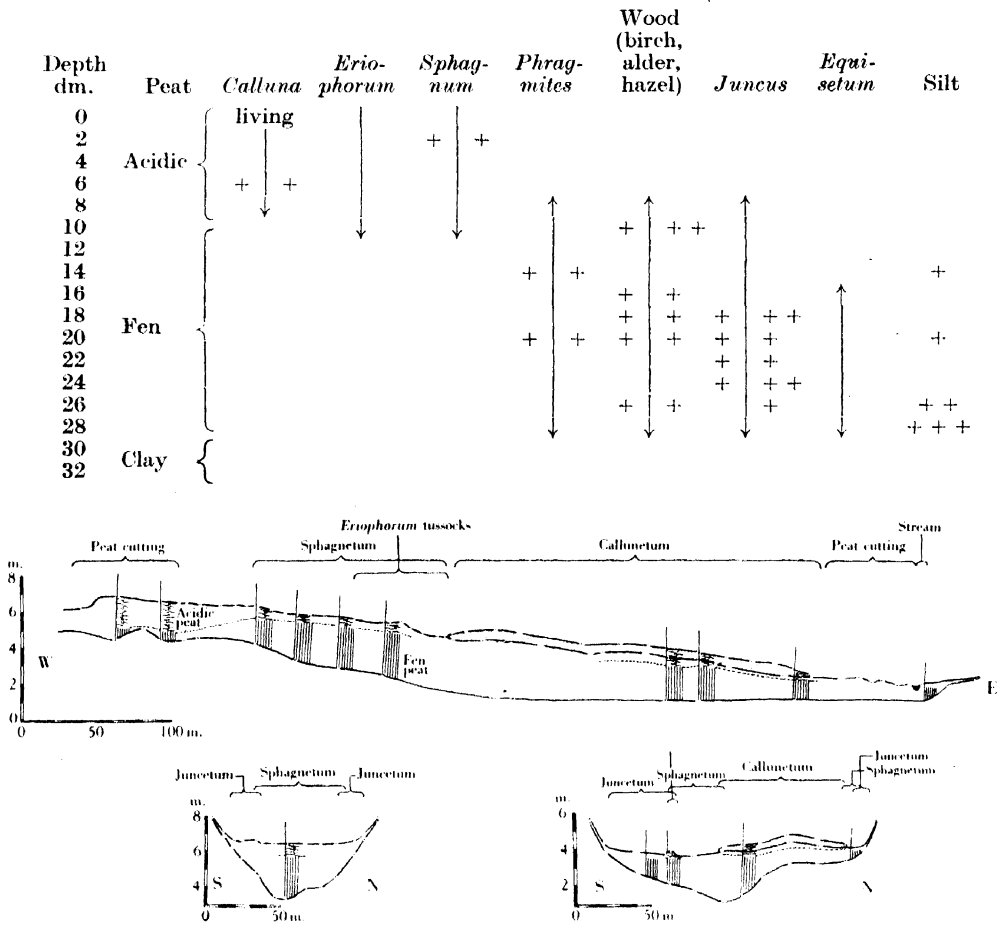 Depth dm. Peat Calluna Erio- phorum Sphag- num Phrag- mites Wood (birch, alder, hazel) Juncus Equi- setum Silt
0 living
2 + +
4 Acidic
6 + +
8
10 + + +
12
14 + + +
16 + +
18 Fen + + + + +
20 + + + + + + +
22 + +
24 + + +
26 + + + + +
28 + + +
30 Clay
32
Eriophorum tussocks
Stream
Peat cutting Sphagnetum Callunetum Peat cutting
m.
8
6
4
2
0
W
Acidic peat
Fen peat
E
0 50 100 m.
Juncetum Sphagnetum Juncetum
m.
8
6
4
S N
0 50 m.
Juncetum Sphagnetum Callunetum Juncetum
Sphagnetum
m.
6
4
2
S N
0 50 m.